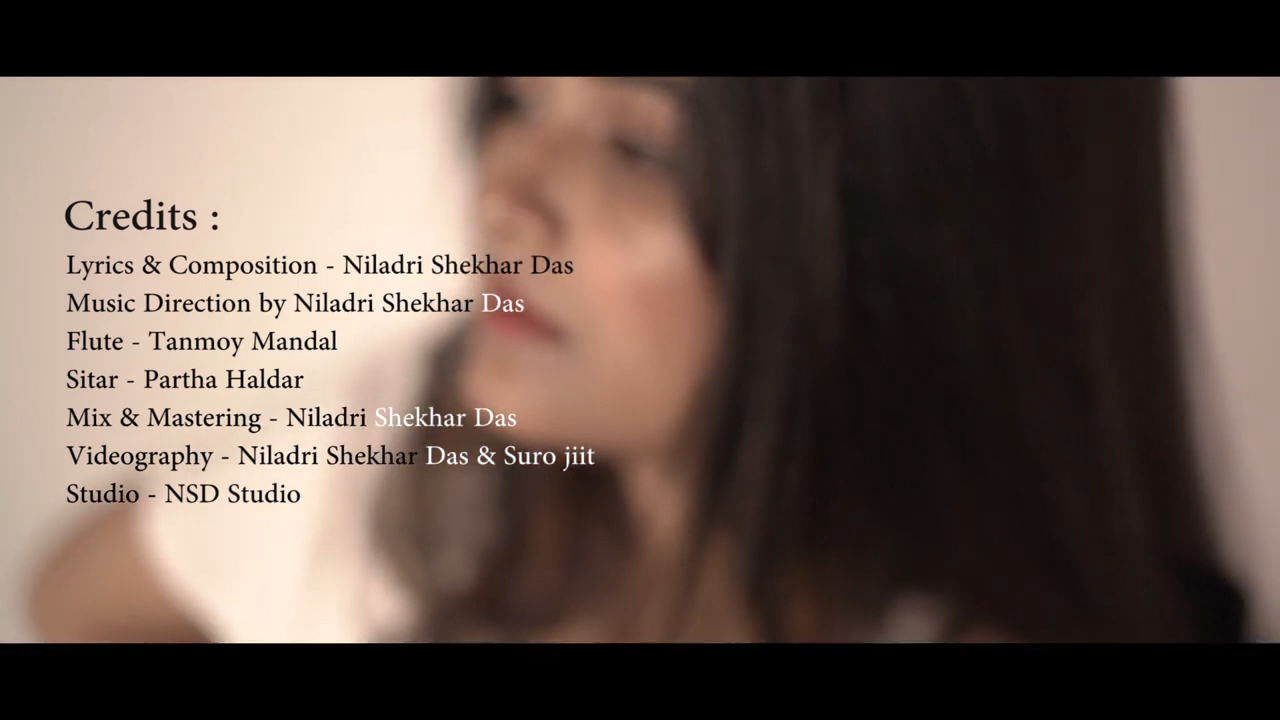 Credits :
Lyrics & Composition - Niladri Shekhar Das
Music Direction by Niladri Shekhar Das
Flute - Tanmoy Mandal
Sitar - Partha Haldar
Mix & Mastering - Niladri Shekhar Das
Videography - Niladri Shekhar Das & Suro jiit
Studio - NSD Studio